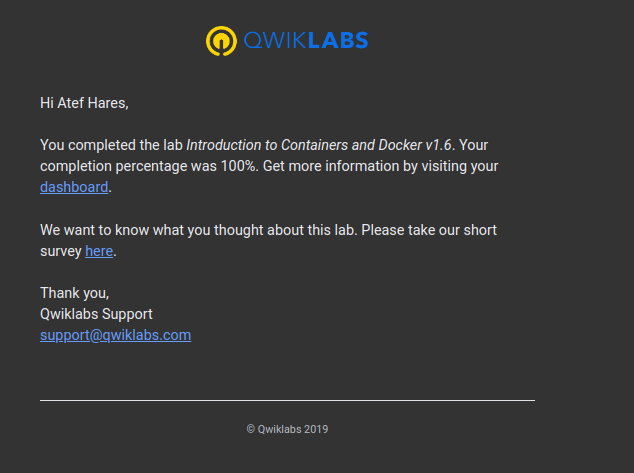 QWIKLABS
Hi Atef Hares,
You completed the lab Introduction to Containers and Docker v1.6. Your
completion percentage was 100%. Get more information by visiting your
dashboard.
We want to know what you thought about this lab. Please take our short
survey here.
Thank you,
Qwiklabs Support
support@qwiklabs.com
© Qwiklabs 2019